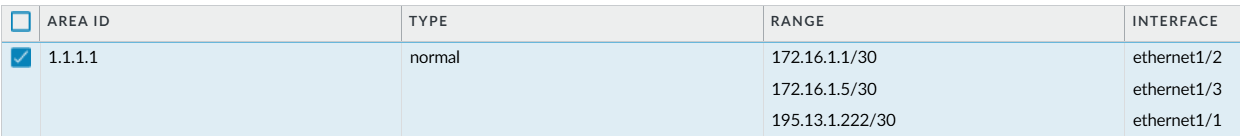 AREA ID TYPE RANGE INTERFACE
1.1.1.1 normal 172.16.1.1/30 ethernet1/2
172.16.1.5/30 ethernet1/3
195.13.1.222/30 ethernet1/1